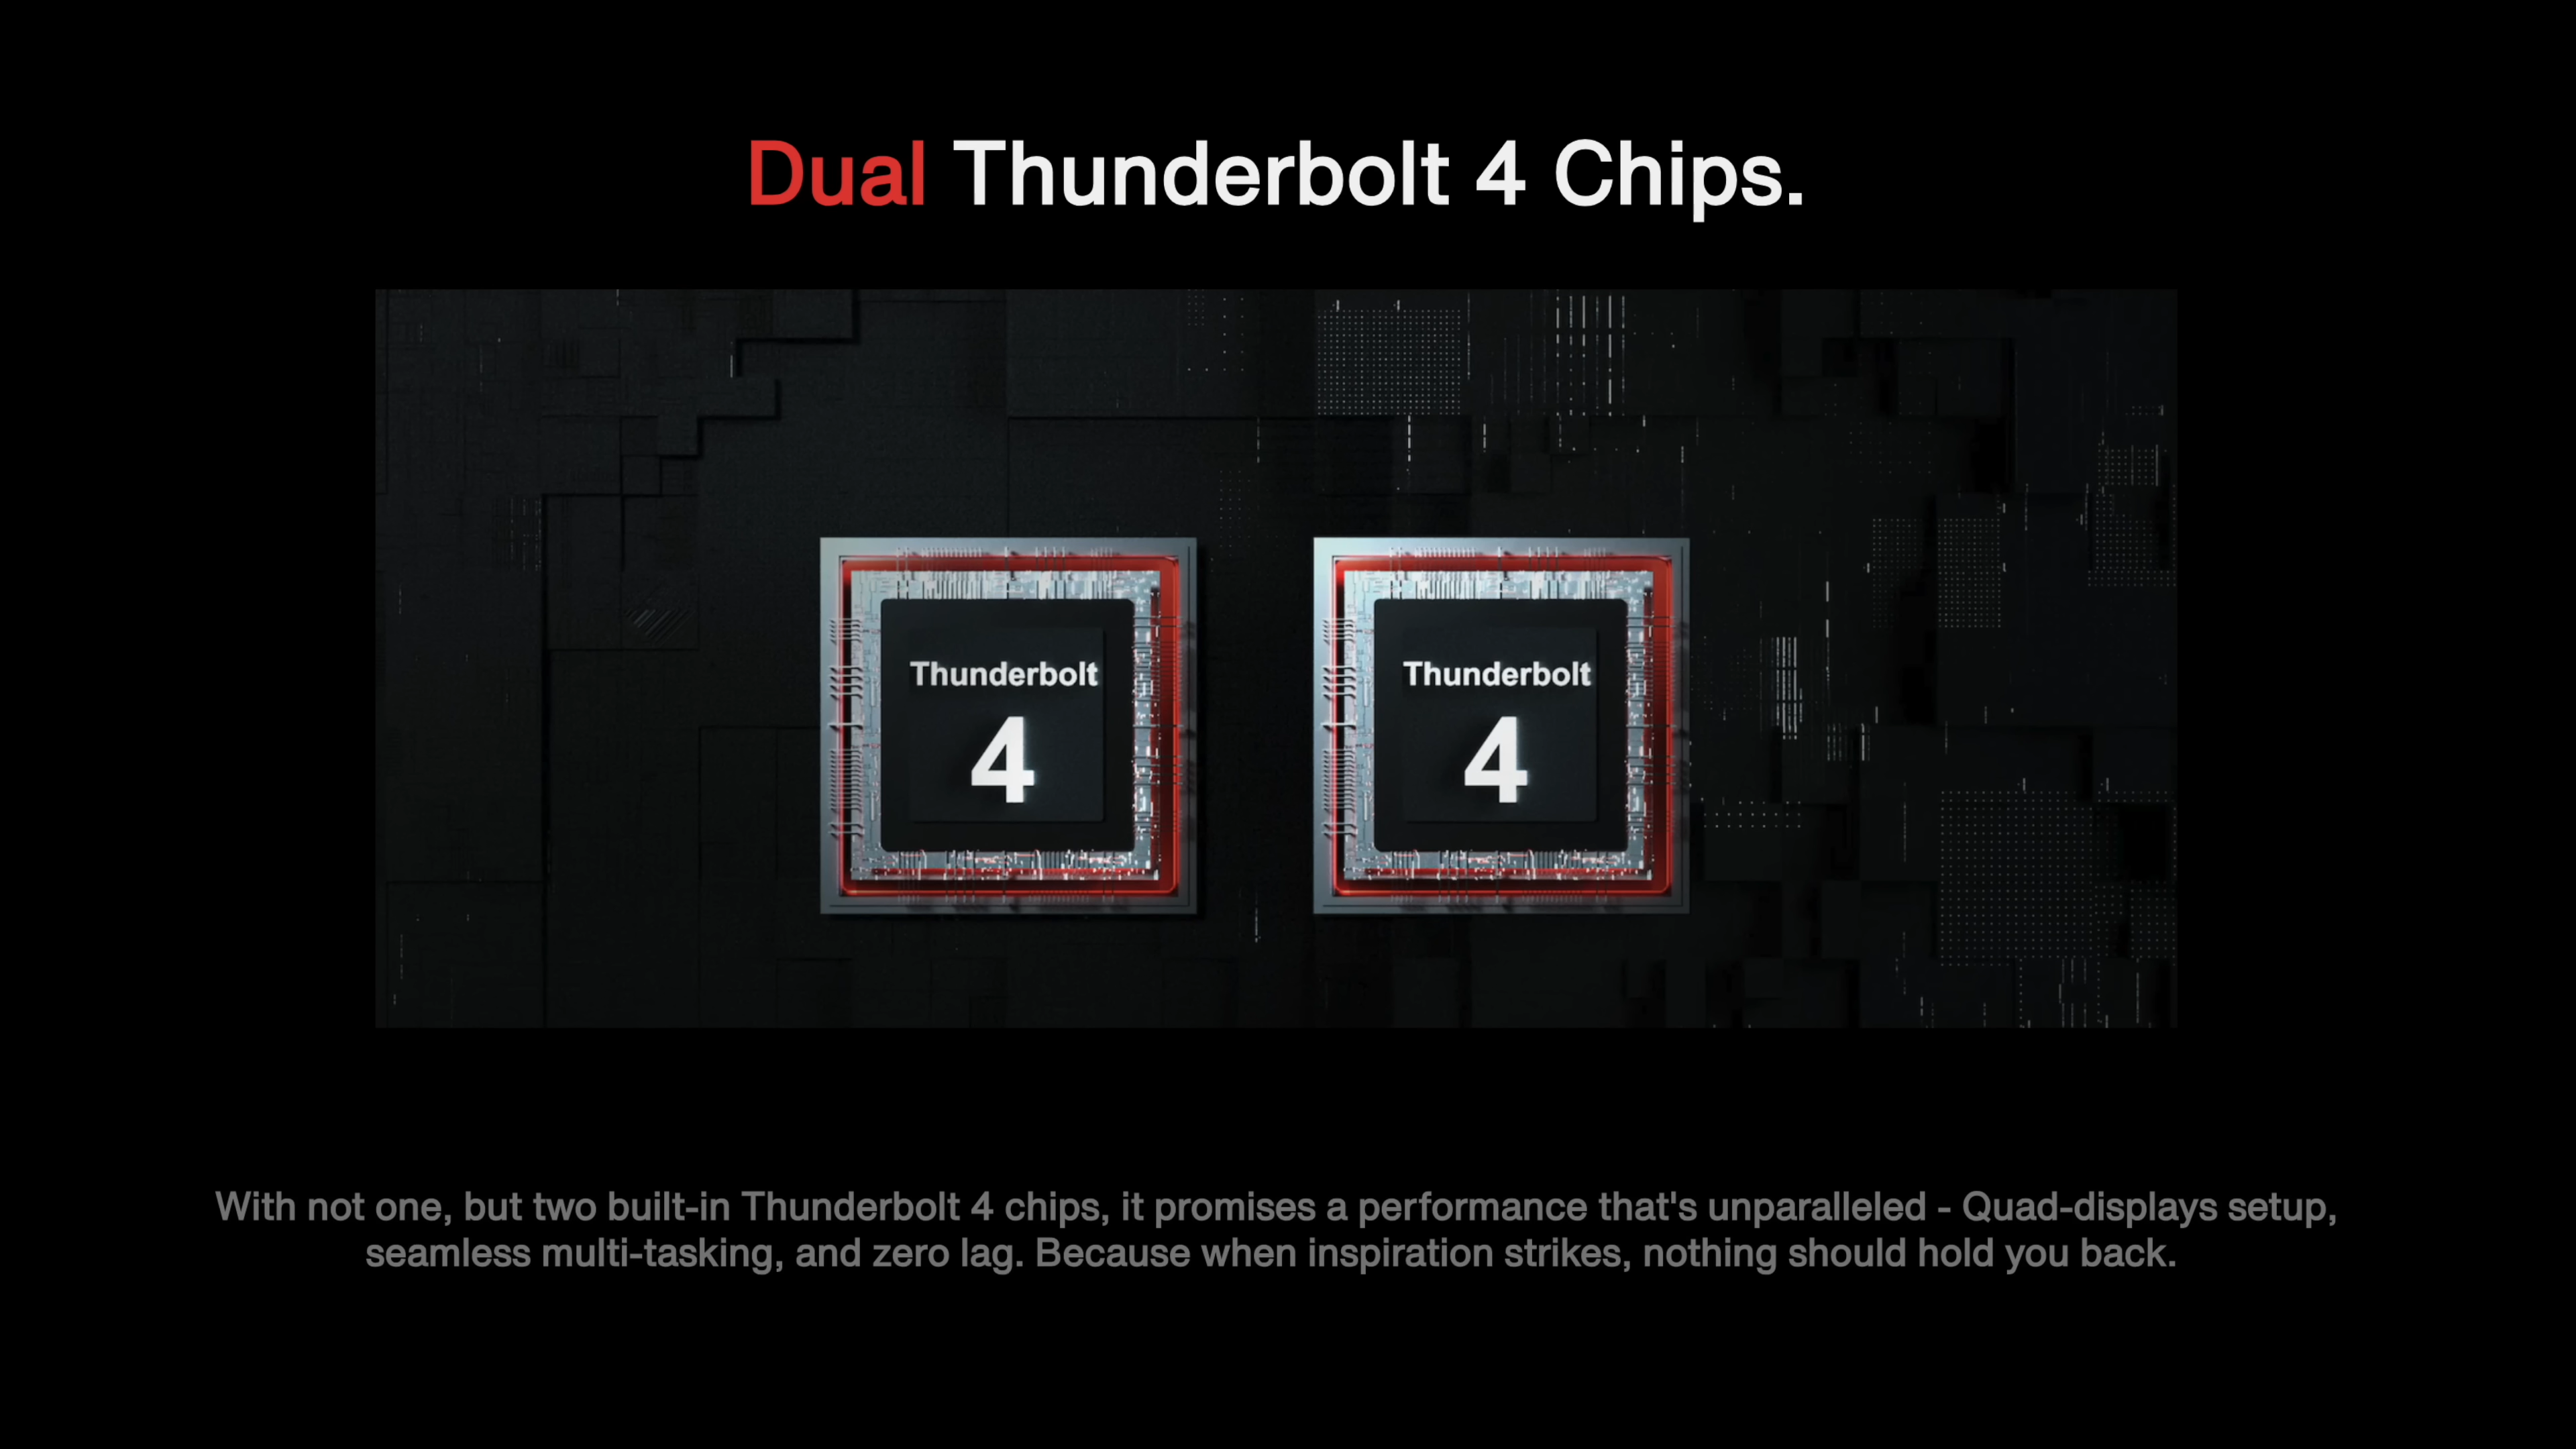 Dual Thunderbolt 4 Chips.
Thunderbolt
4
Thunderbolt
4
With not one, but two built-in Thunderbolt 4 chips, it promises a performance that's unparalleled - Quad-displays setup,
seamless multi-tasking, and zero lag. Because when inspiration strikes, nothing should hold you back.